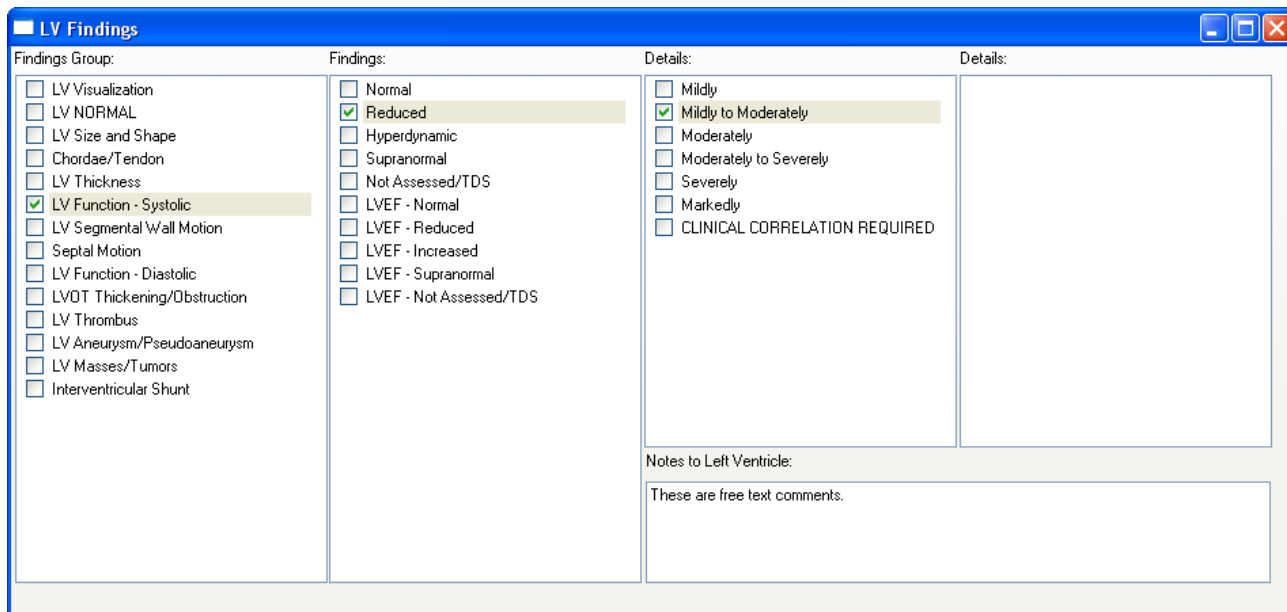 LV Findings
Findings Group:
Findings:
Details:
Details:
LV Visualization
LV NORMAL
LV Size and Shape
Chordae/Tendon
LV Thickness
LV Function - Systolic
LV Segmental Wall Motion
Septal Motion
LV Function - Diastolic
LVOT Thickening/Obstruction
LV Thrombus
LV Aneurysm/Pseudoaneurysm
LV Masses/Tumors
Interventricular Shunt
Normal
Reduced
Hyperdynamic
Supranormal
Not Assessed/TDS
LVEF - Normal
LVEF - Reduced
LVEF - Increased
LVEF - Supranormal
LVEF - Not Assessed/TDS
Mildly
Mildly to Moderately
Moderately
Moderately to Severely
Severely
Markedly
CLINICAL CORRELATION REQUIRED
Notes to Left Ventricle:
These are free text comments.